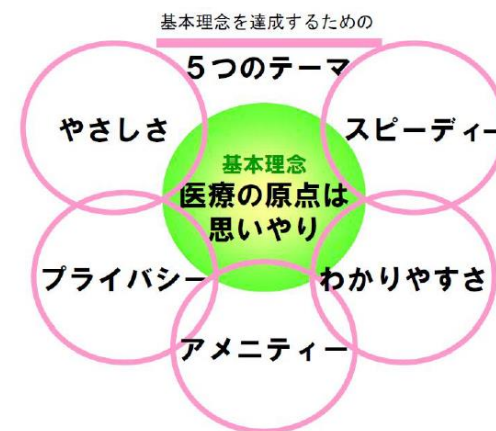 基本理念を達成するための
5つのテーマ
やさしさ
スピーディー
基本理念
医療の原点は
思いやり
プライバシー
わかりやすさ
アメニティー